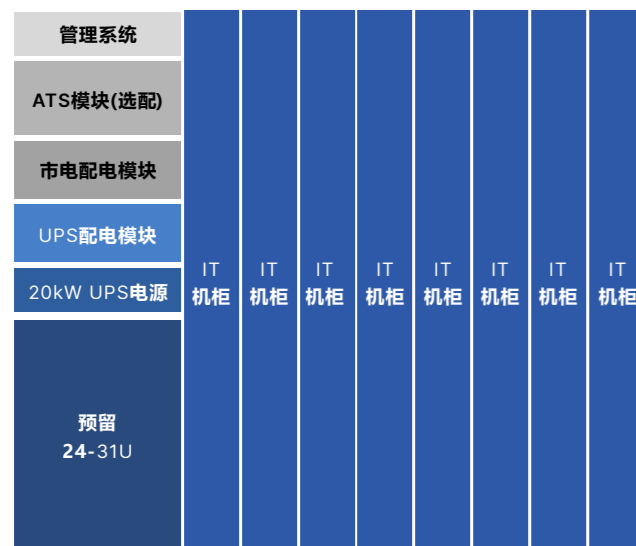 管理系统
ATS模块(选配)
市电配电模块
UPS配电模块
20kW UPS电源
预留
24-31U
IT
机柜
IT
机柜
IT
机柜
IT
机柜
IT
机柜
IT
机柜
IT
机柜
IT
机柜